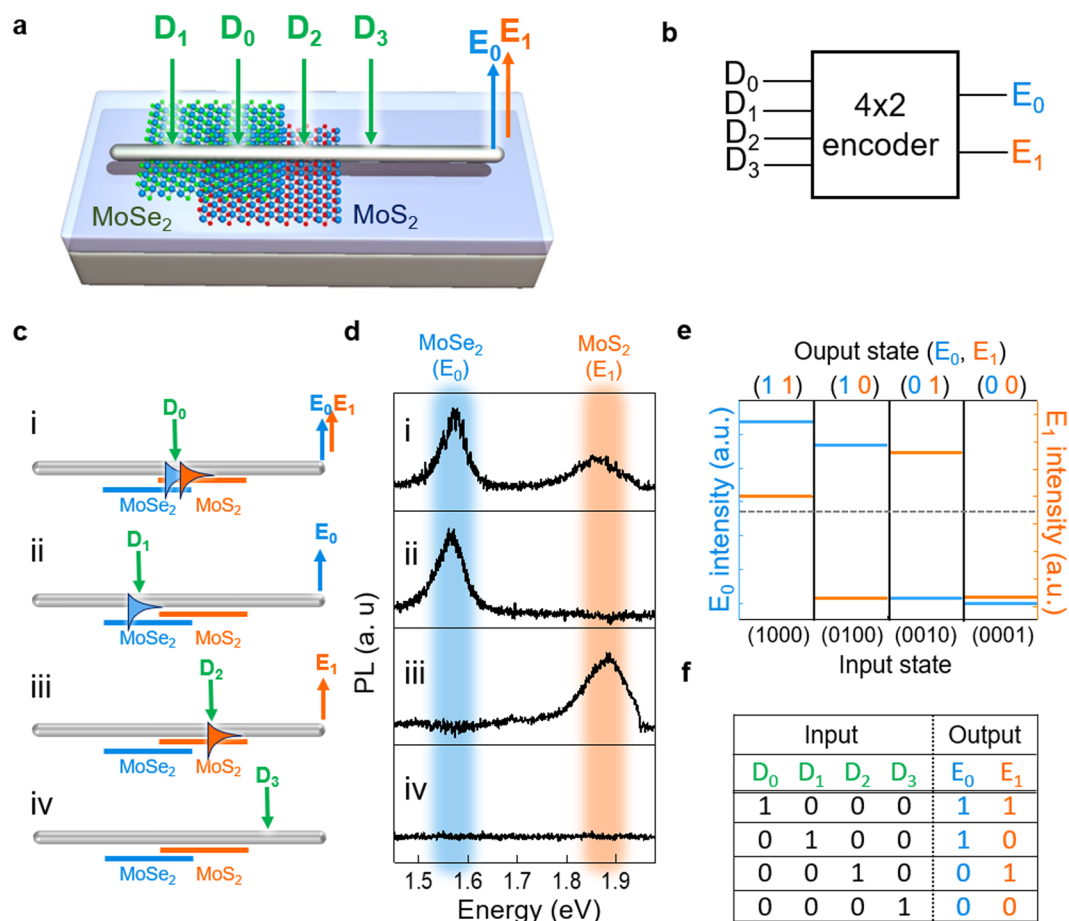 a
D₁ D₀ D₂ D₃ E₀ E₁
MoSe₂ MoS₂
b
D₀
D₁
D₂
D₃
4x2
encoder
E₀
E₁
c
i
D₀
E₀E₁
MoSe₂ MoS₂
ii
D₁
E₀
MoSe₂ MoS₂
iii
D₂
E₁
MoSe₂ MoS₂
iv
D₃
MoSe₂ MoS₂
d
MoSe₂
(E₀)
MoS₂
(E₁)
i
ii
iii
iv
PL (a. u)
1.5 1.6 1.7 1.8 1.9
Energy (eV)
e
Ouput state (E₀, E₁)
(1 1) (1 0) (0 1) (0 0)
E₀ intensity (a.u.)
E₁ intensity (a.u.)
(1000) (0100) (0010) (0001)
Input state
f
Input Output
D₀ D₁ D₂ D₃ E₀ E₁
1 0 0 0 1 1
0 1 0 0 1 0
0 0 1 0 0 1
0 0 0 1 0 0